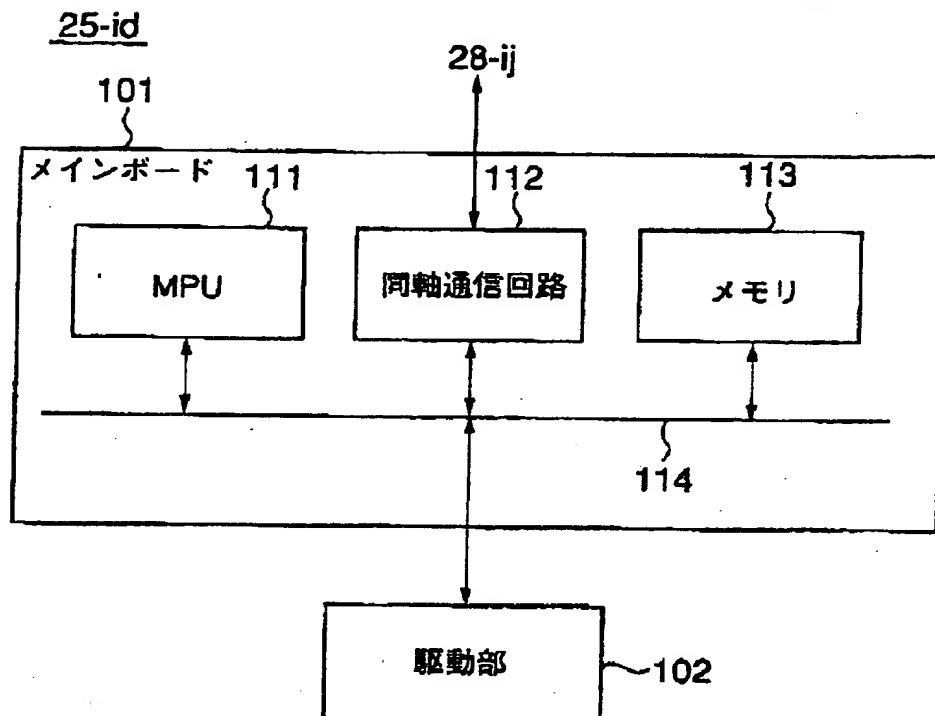 25-id
28-ij
101
メインボード
111
112
113
MPU
同軸通信回路
メモリ
114
駆動部
102